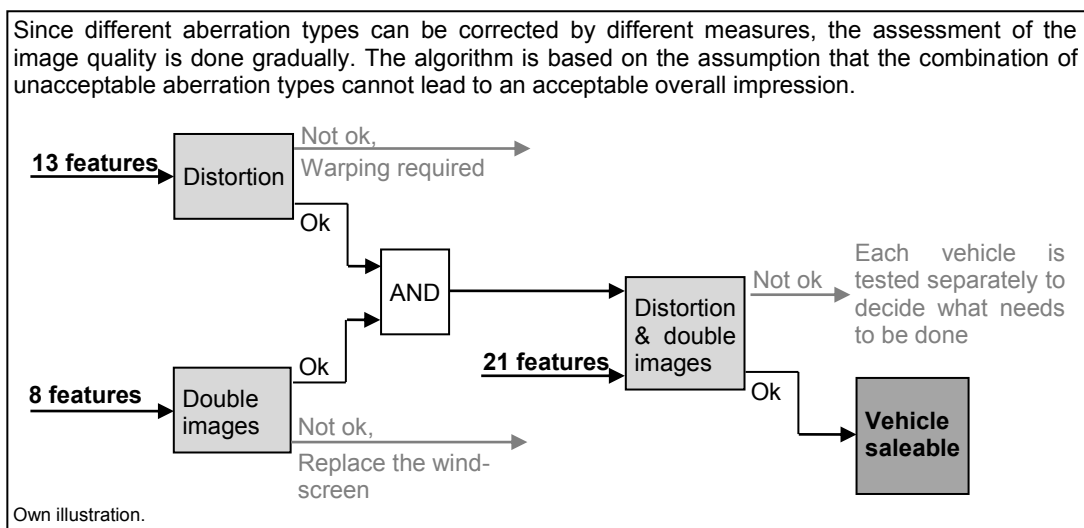 Since different aberration types can be corrected by different measures, the assessment of the
image quality is done gradually. The algorithm is based on the assumption that the combination of
unacceptable aberration types cannot lead to an acceptable overall impression.
13 features
Distortion
Not ok,
Warping required
Ok
AND
Ok
8 features
Double
images
Not ok,
Replace the wind-
screen
21 features
Distortion
& double
images
Not ok
Each vehicle is
tested separately to
decide what needs
to be done
Ok
Vehicle
saleable
Own illustration.